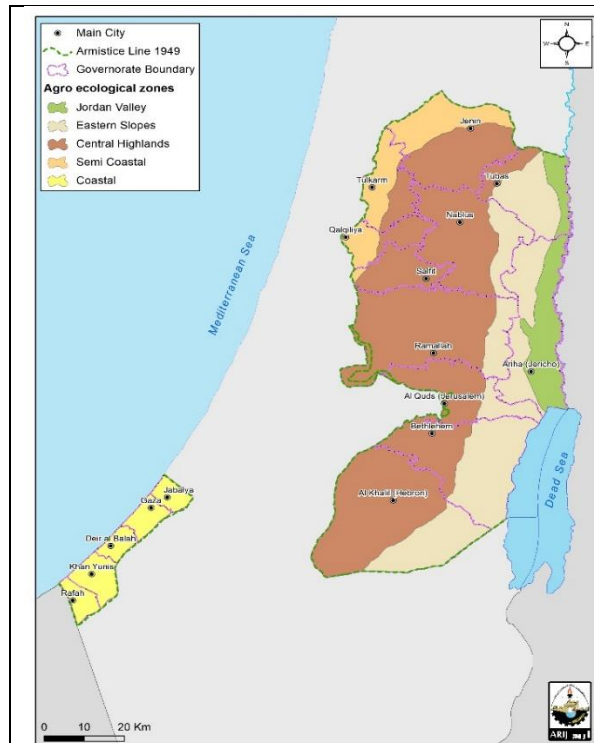 Main City
Armistice Line 1949
Governorate Boundary
Agro ecological zones
Jordan Valley
Eastern Slopes
Central Highlands
Semi Coastal
Coastal
N
W
E
S
Jenin
Tulkarm
Tubas
Qalqiliya
Nablus
Salfit
Mediterranean Sea
Ramallah
Ariha (Jericho)
Al Quds (Jerusalem)
Bethlehem
Jabalya
Gaza
Al Khalil (Hebron)
Dead Sea
Deir al Balah
Khan Yunis
Rafah
0 10 20 Km
ARIJ